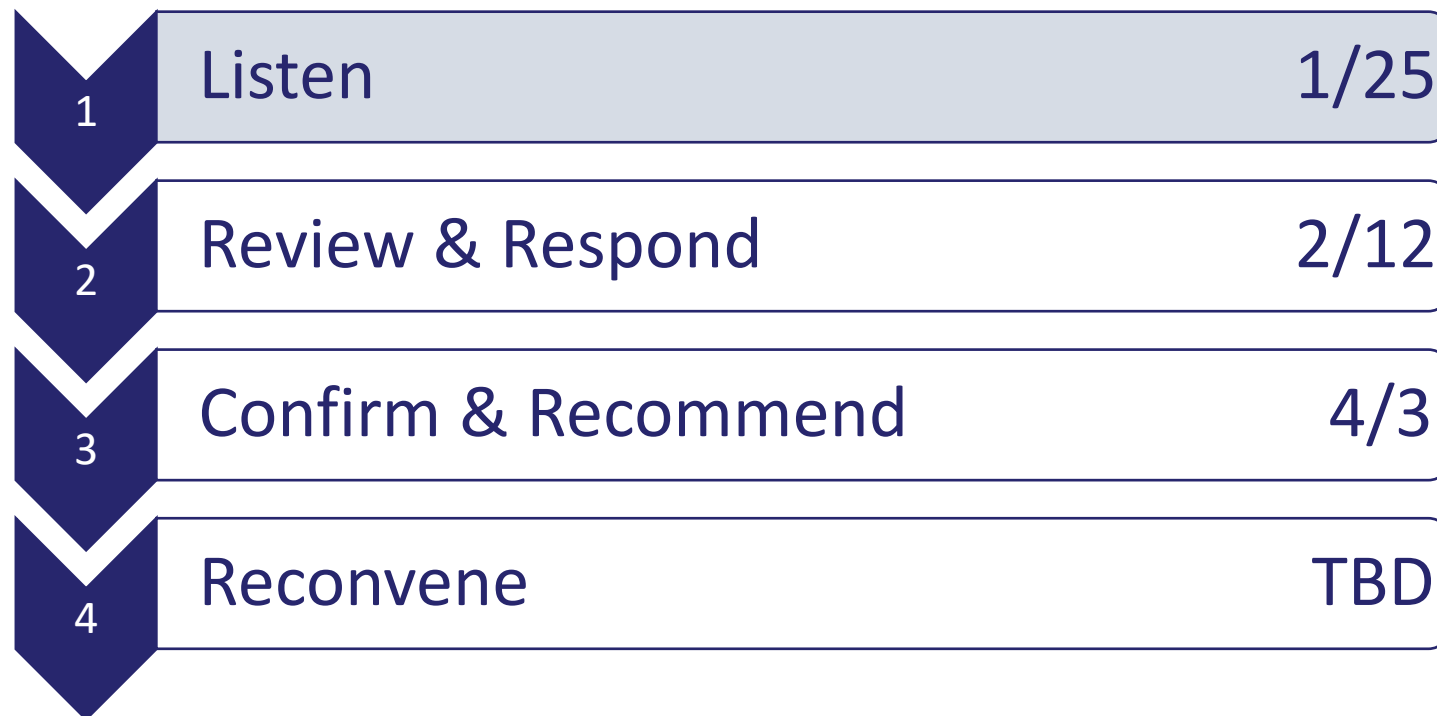 1 Listen 1/25
2 Review & Respond 2/12
3 Confirm & Recommend 4/3
4 Reconvene TBD